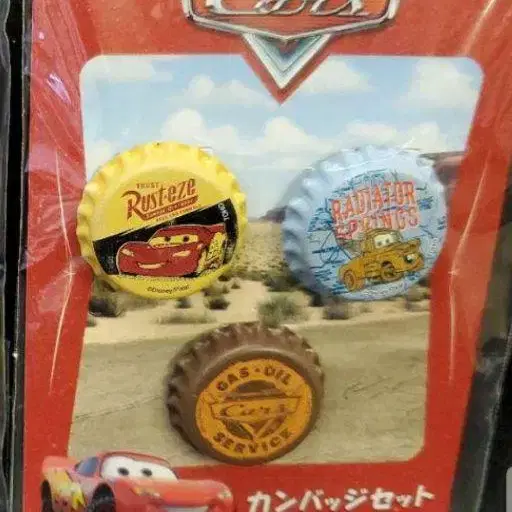 Cars
TRUST
Rust-eze
©Disney/Pixar
RADIATOR
SPRINGS
GAS・OIL
Cars
SERVICE
カンバッジセット